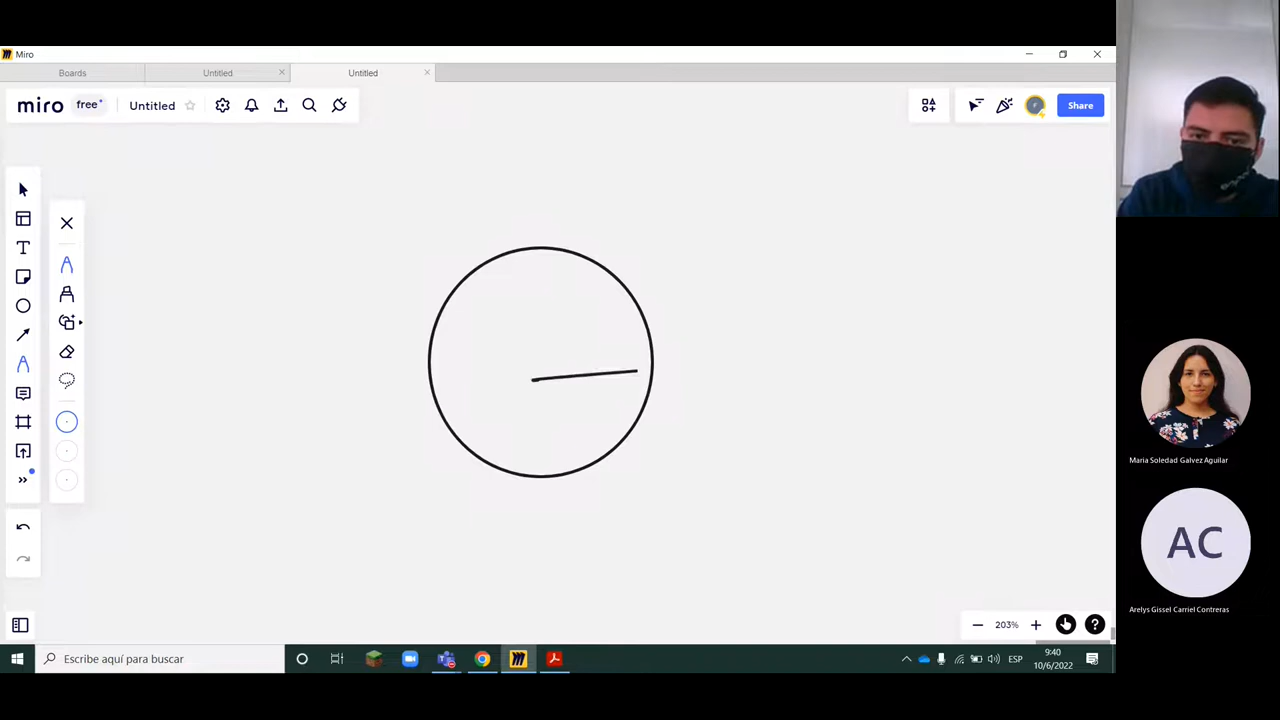 Miro
Boards
Untitled
Untitled
miro
free
Untitled
Share
T
203%
?
Escribe aquí para buscar
ESP
9:40
10/6/2022
Maria Soledad Galvez Aguilar
AC
Arelys Gissel Carriel Contreras